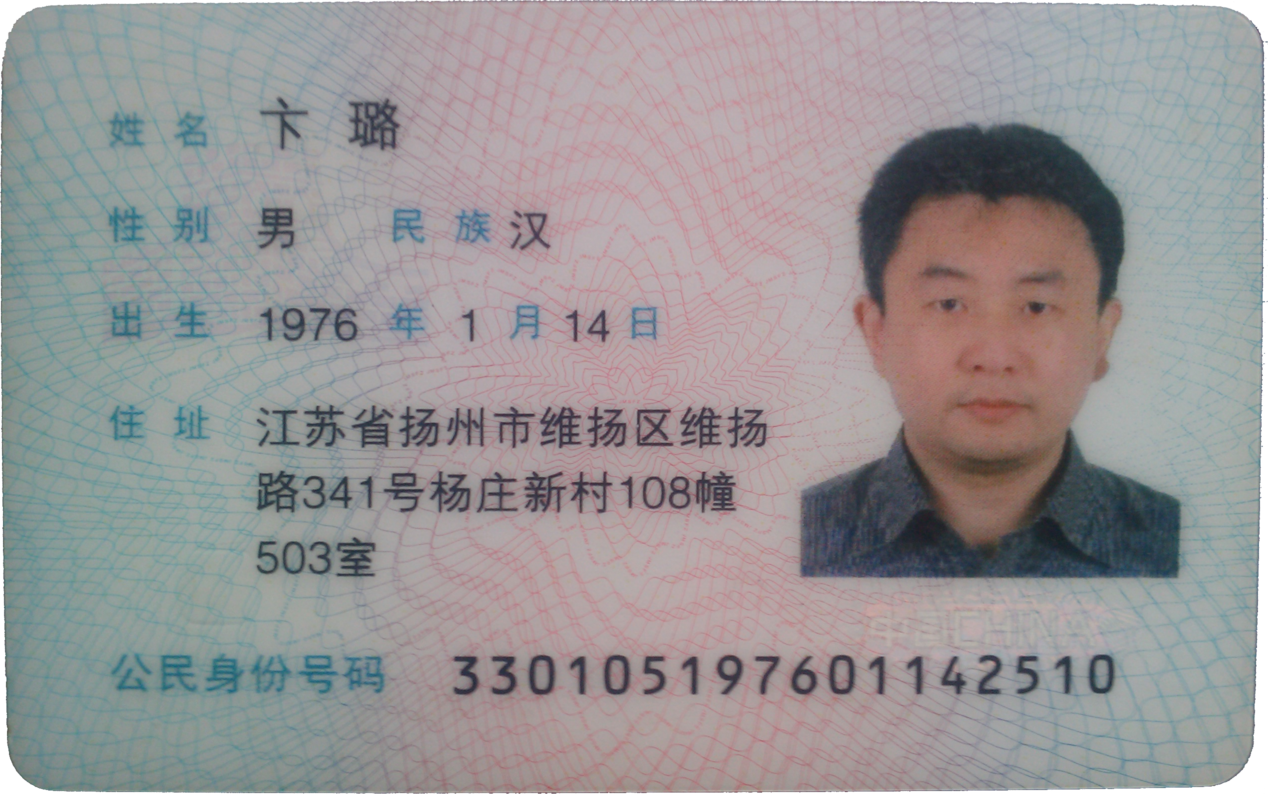 姓名 卞璐
性别 男 民族 汉
出生 1976 年 1 月 14 日
住址 江苏省扬州市维扬区维扬
路341号杨庄新村108幢
503室
中国CHINA
公民身份号码 330105197601142510